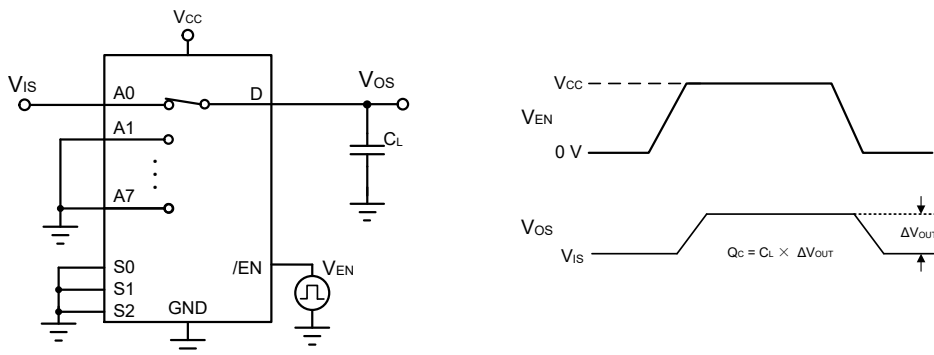 VCC
VIS
A0
D
VOS
A1
CL
A7
S0
S1
S2
/EN
VEN
GND
VCC
VEN
0 V
VOS
VIS
QC = CL × ΔVOUT
ΔVOUT